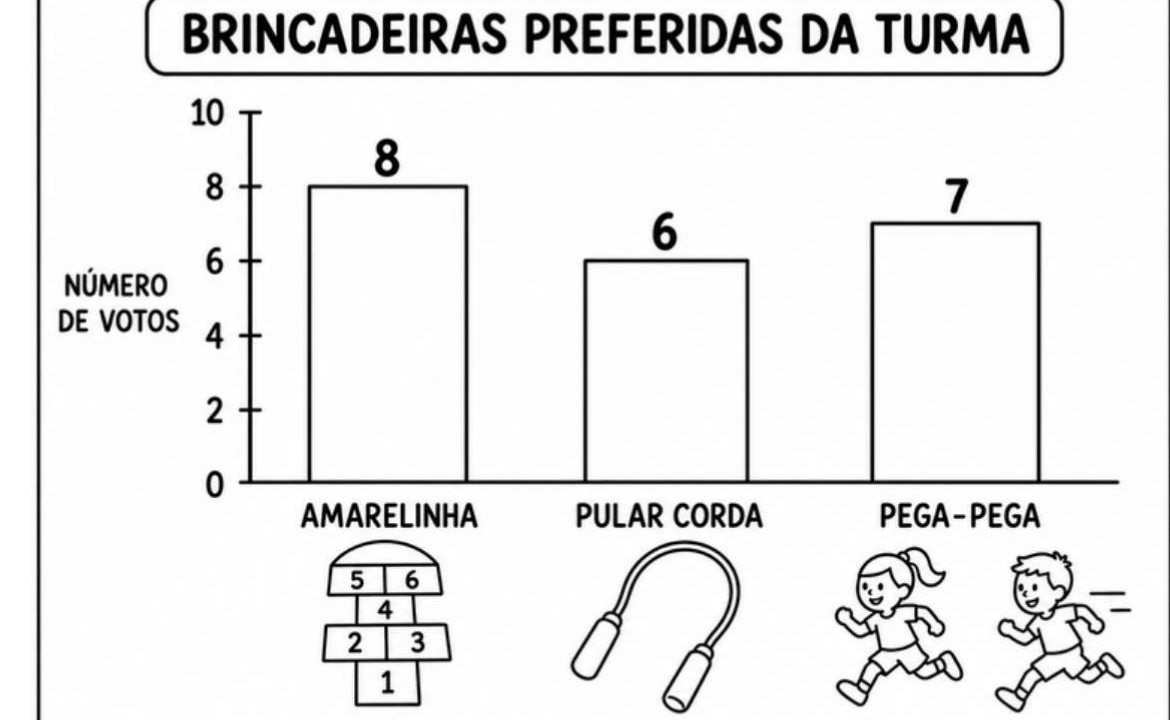 BRINCADEIRAS PREFERIDAS DA TURMA
10
8
6
4
2
0
NÚMERO
DE VOTOS
8
6
7
AMARELINHA
PULAR CORDA
PEGA-PEGA
5 6
4
2 3
1